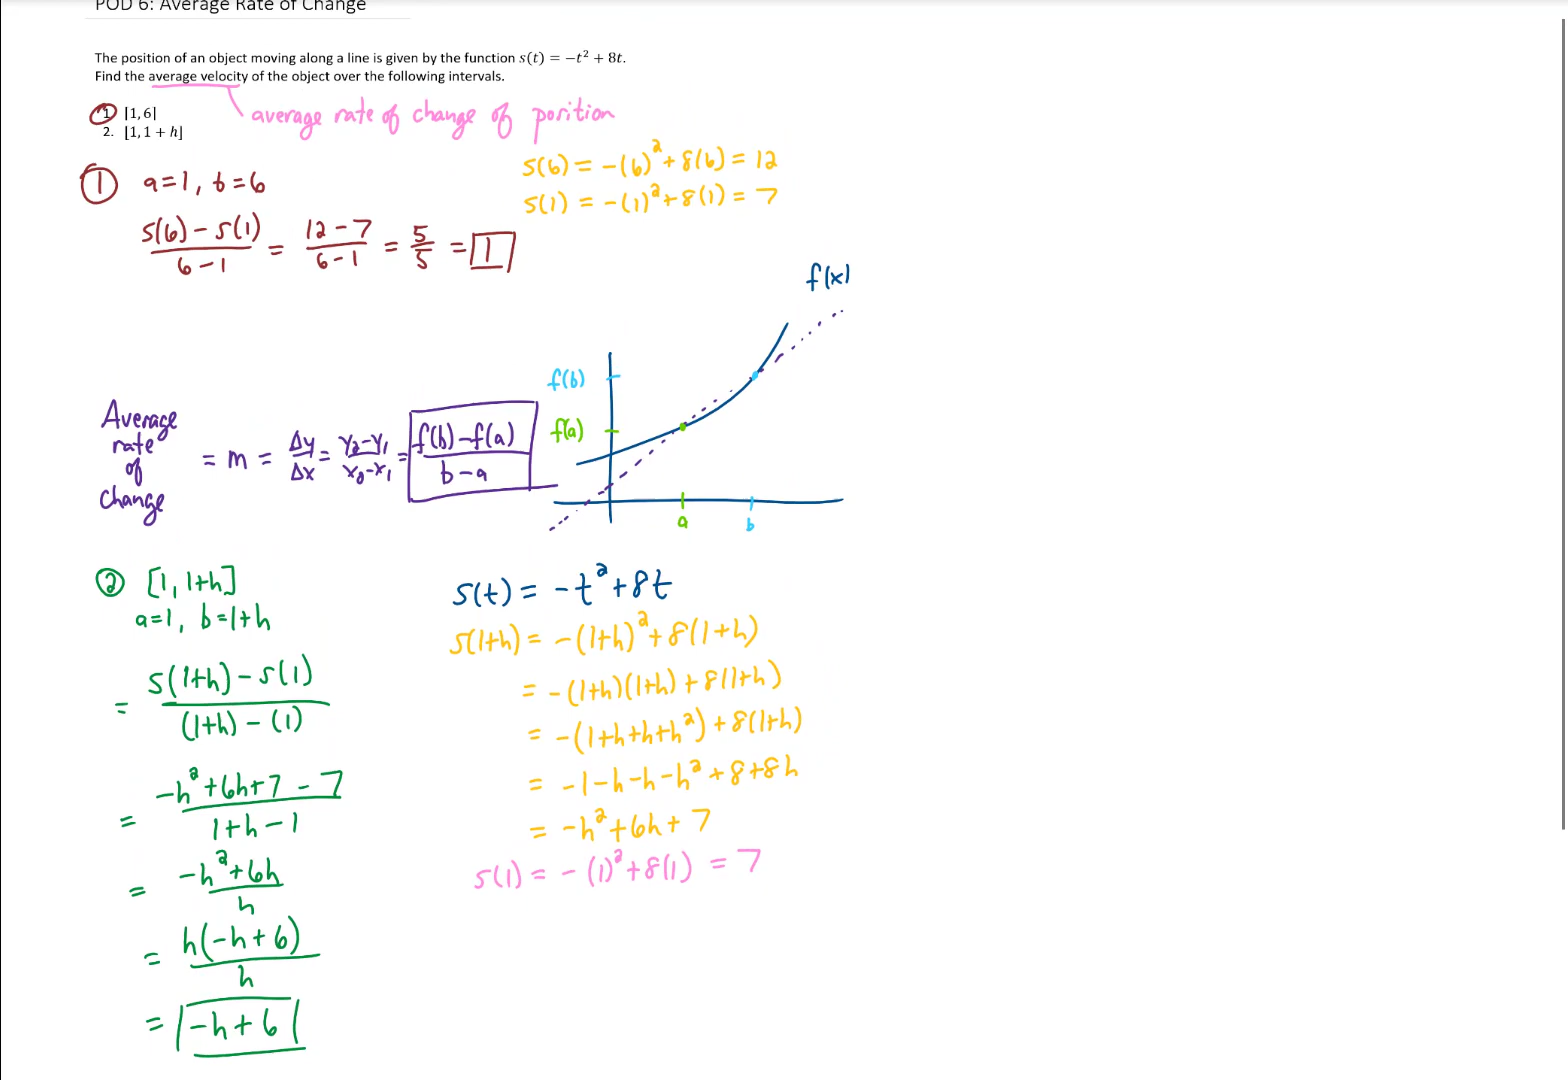 POD 6: Average Rate of Change
The position of an object moving along a line is given by the function s(t) = −t² + 8t.
Find the average velocity of the object over the following intervals.
1. [1,6]
2. [1,1 + h]
average rate of change of position
s(6) = -(6)² + 8(6) = 12
s(1) = -(1)² + 8(1) = 7
① a=1, b=6
s(6) - s(1) / 6-1 = 12-7 / 6-1 = 5/5 = 1
f(x)
f(b)
f(a)
a
b
Average
rate
of
change
= m = Δy/Δx = Y₂-Y₁ / X₂-X₁ = f(b)-f(a) / b-a
② [1, 1+h]
a=1, b=1+h
= s(1+h) - s(1) / (1+h) - (1)
= -h²+6h+7 - 7 / 1+h-1
= -h²+6h / h
= h(-h+6) / h
= -h+6
s(t) = -t²+8t
s(1+h) = -(1+h)²+8(1+h)
= -(1+h)(1+h)+8(1+h)
= -(1+h+h+h²)+8(1+h)
= -1-h-h-h²+8+8h
= -h²+6h+7
s(1) = -(1)²+8(1) = 7